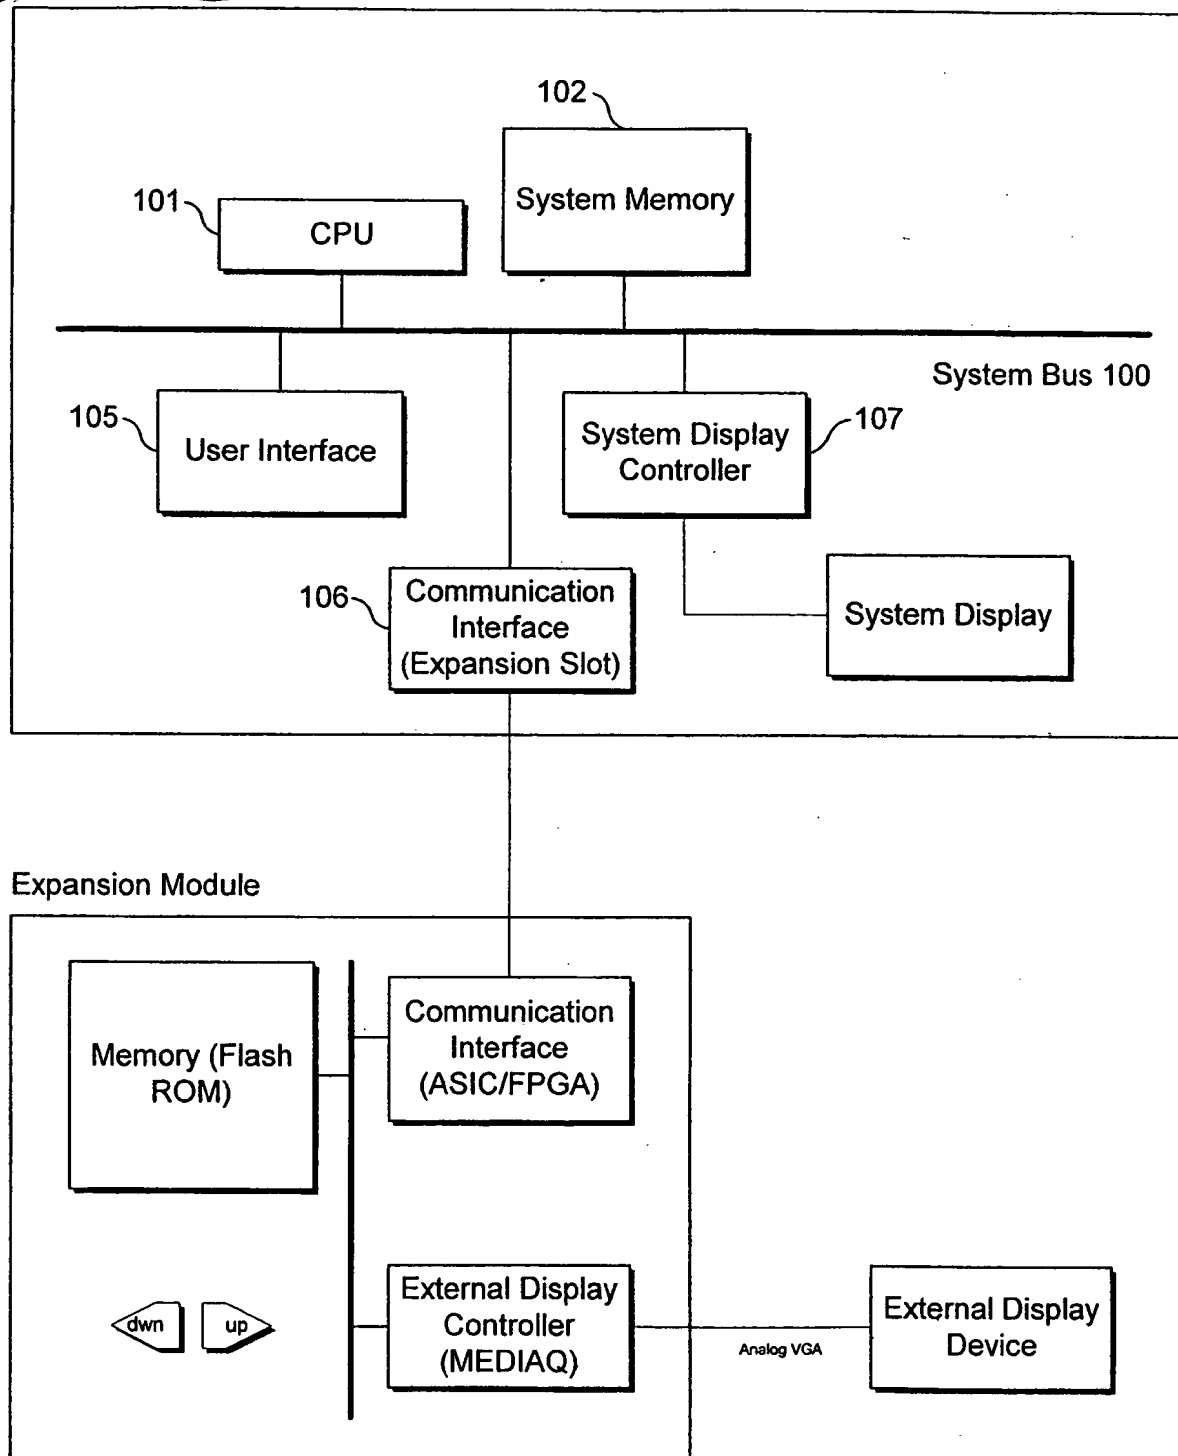 102
System Memory
101
CPU
System Bus 100
105
User Interface
System Display
Controller
107
106
Communication
Interface
(Expansion Slot)
System Display
Expansion Module
Memory (Flash
ROM)
Communication
Interface
(ASIC/FPGA)
dwn
up
External Display
Controller
(MEDIAQ)
Analog VGA
External Display
Device